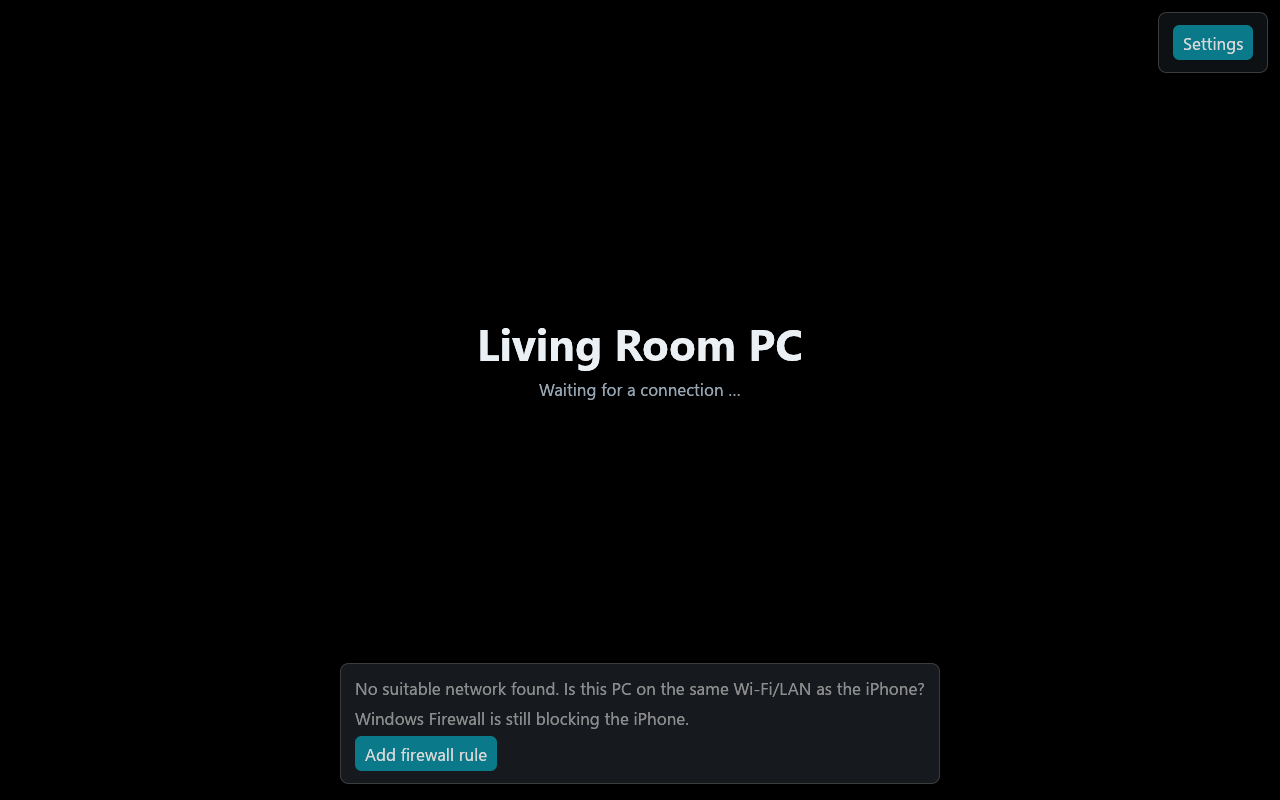 Settings
Living Room PC
Waiting for a connection ...
No suitable network found. Is this PC on the same Wi-Fi/LAN as the iPhone?
Windows Firewall is still blocking the iPhone.
Add firewall rule